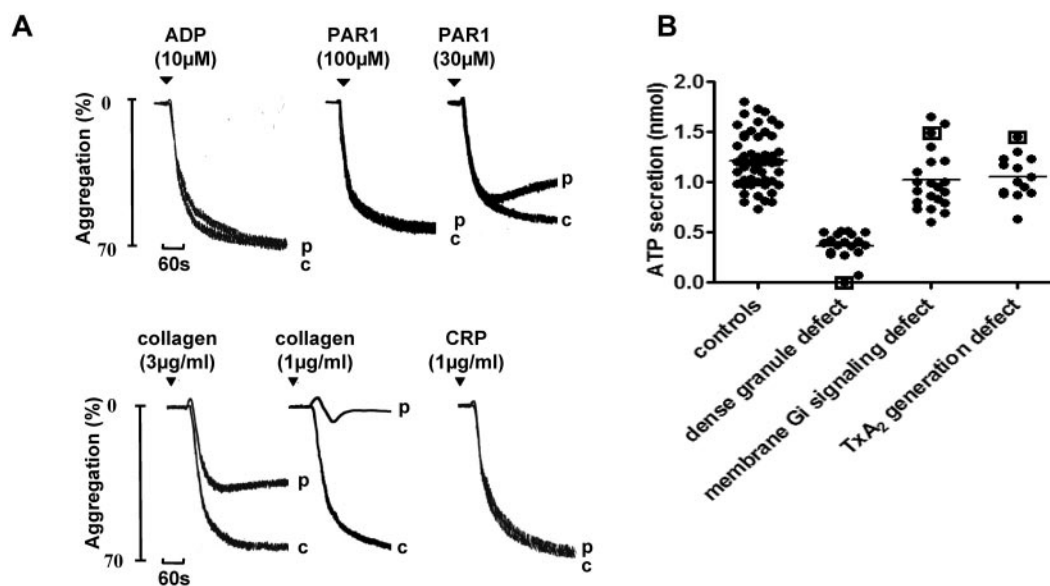 A
B
ADP
(10µM)
PAR1
(100µM)
PAR1
(30µM)
0
Aggregation (%)
70
60s
p
c
p
c
p
c
collagen
(3µg/ml)
collagen
(1µg/ml)
CRP
(1µg/ml)
0
Aggregation (%)
70
60s
p
c
p
c
p
c
ATP secretion (nmol)
2.0
1.5
1.0
0.5
0.0
controls
dense granule defect
membrane Gi signaling defect
TxA₂ generation defect